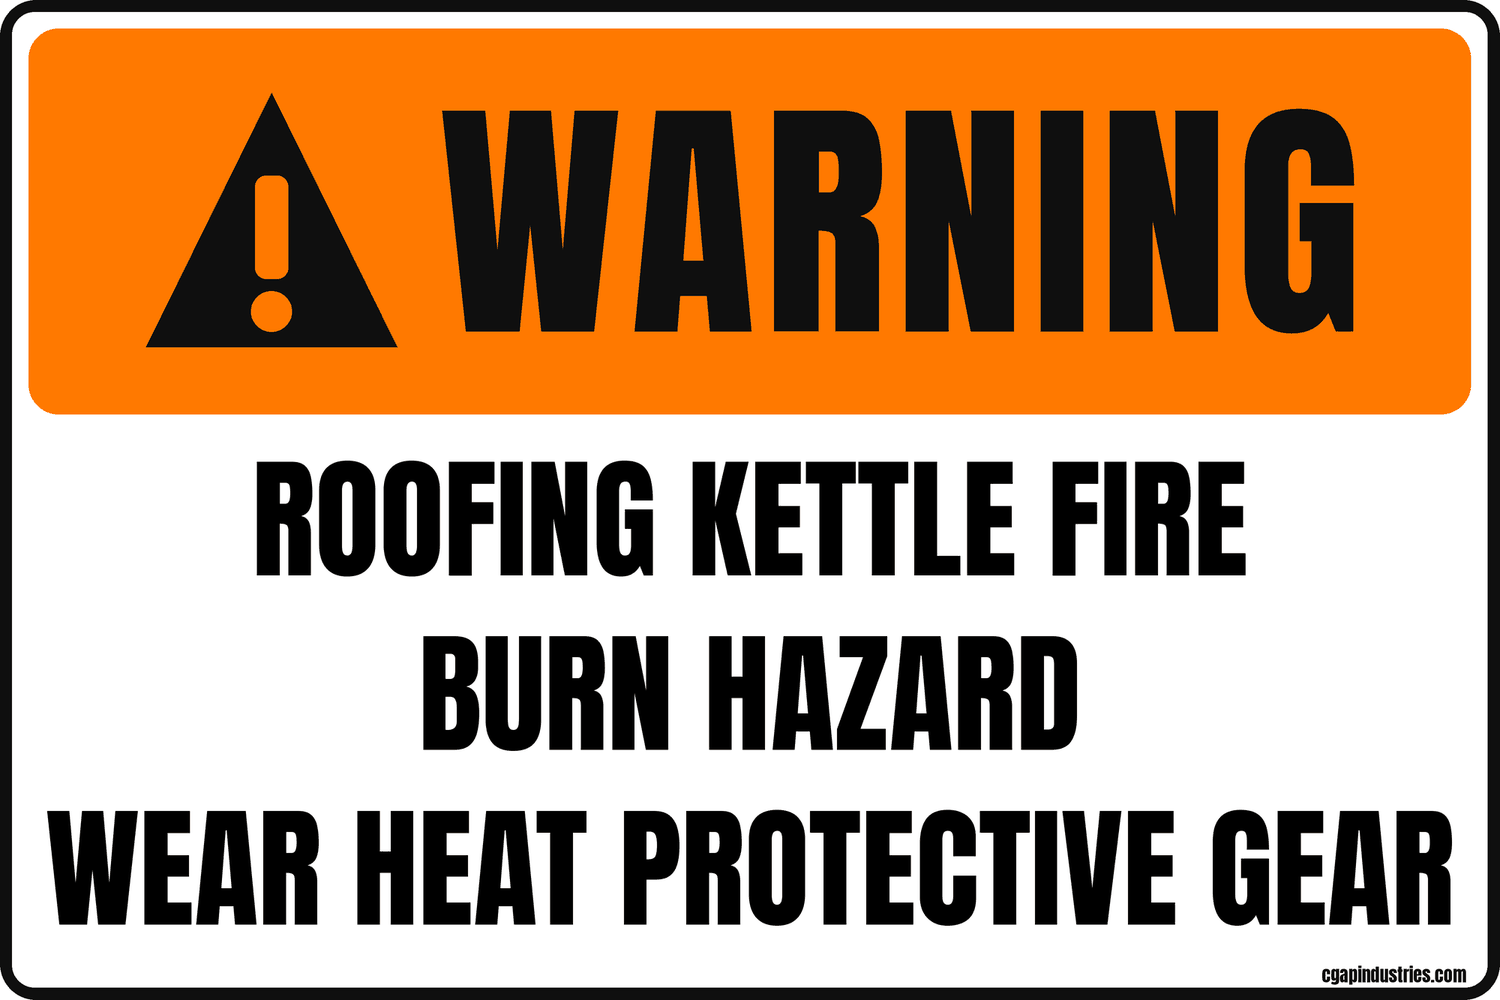 WARNING
ROOFING KETTLE FIRE
BURN HAZARD
WEAR HEAT PROTECTIVE GEAR
cgapindustries.com